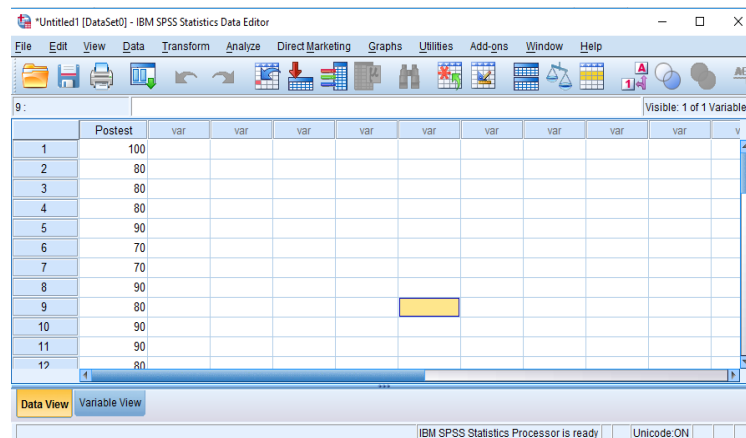 *Untitled1 [DataSet0] - IBM SPSS Statistics Data Editor
File Edit View Data Transform Analyze Direct Marketing Graphs Utilities Add-ons Window Help
9 : Visible: 1 of 1 Variable
Postest var var var var var var var var var
1 100
2 80
3 80
4 80
5 90
6 70
7 70
8 90
9 80
10 90
11 90
12 80
Data View Variable View
IBM SPSS Statistics Processor is ready Unicode:ON